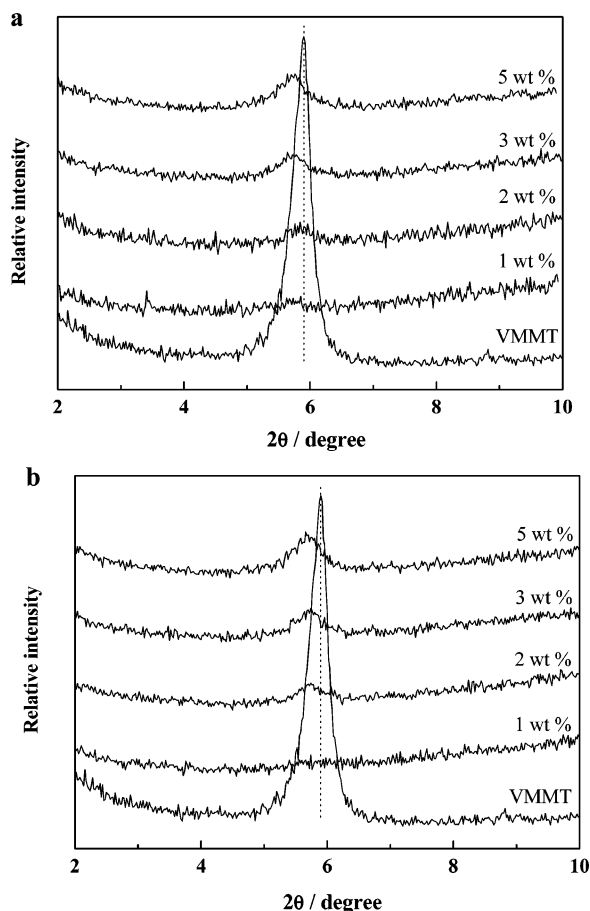 a
5 wt %
3 wt %
2 wt %
1 wt %
VMMT
Relative intensity
2 4 6 8 10
2θ / degree
b
5 wt %
3 wt %
2 wt %
1 wt %
VMMT
Relative intensity
2 4 6 8 10
2θ / degree